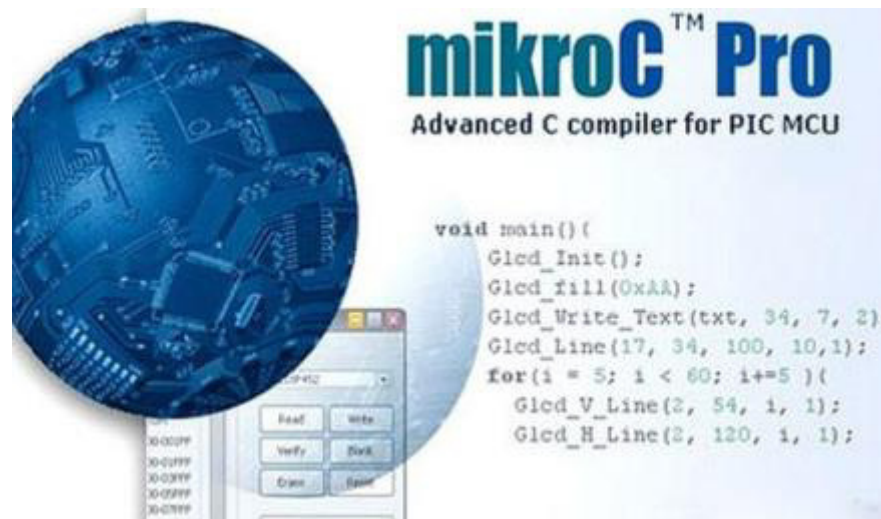 mikroC™ Pro
Advanced C compiler for PIC MCU
void main(){
Glcd_Init();
Glcd_fill(0xAA);
Glcd_Write_Text(txt, 34, 7, 2)
Glcd_Line(17, 34, 100, 10,1);
for(i = 5; i < 60; i+=5 ){
Glcd_V_Line(2, 54, i, 1);
Glcd_H_Line(2, 120, i, 1);
Read Write
Verify Blank
Erase Reset